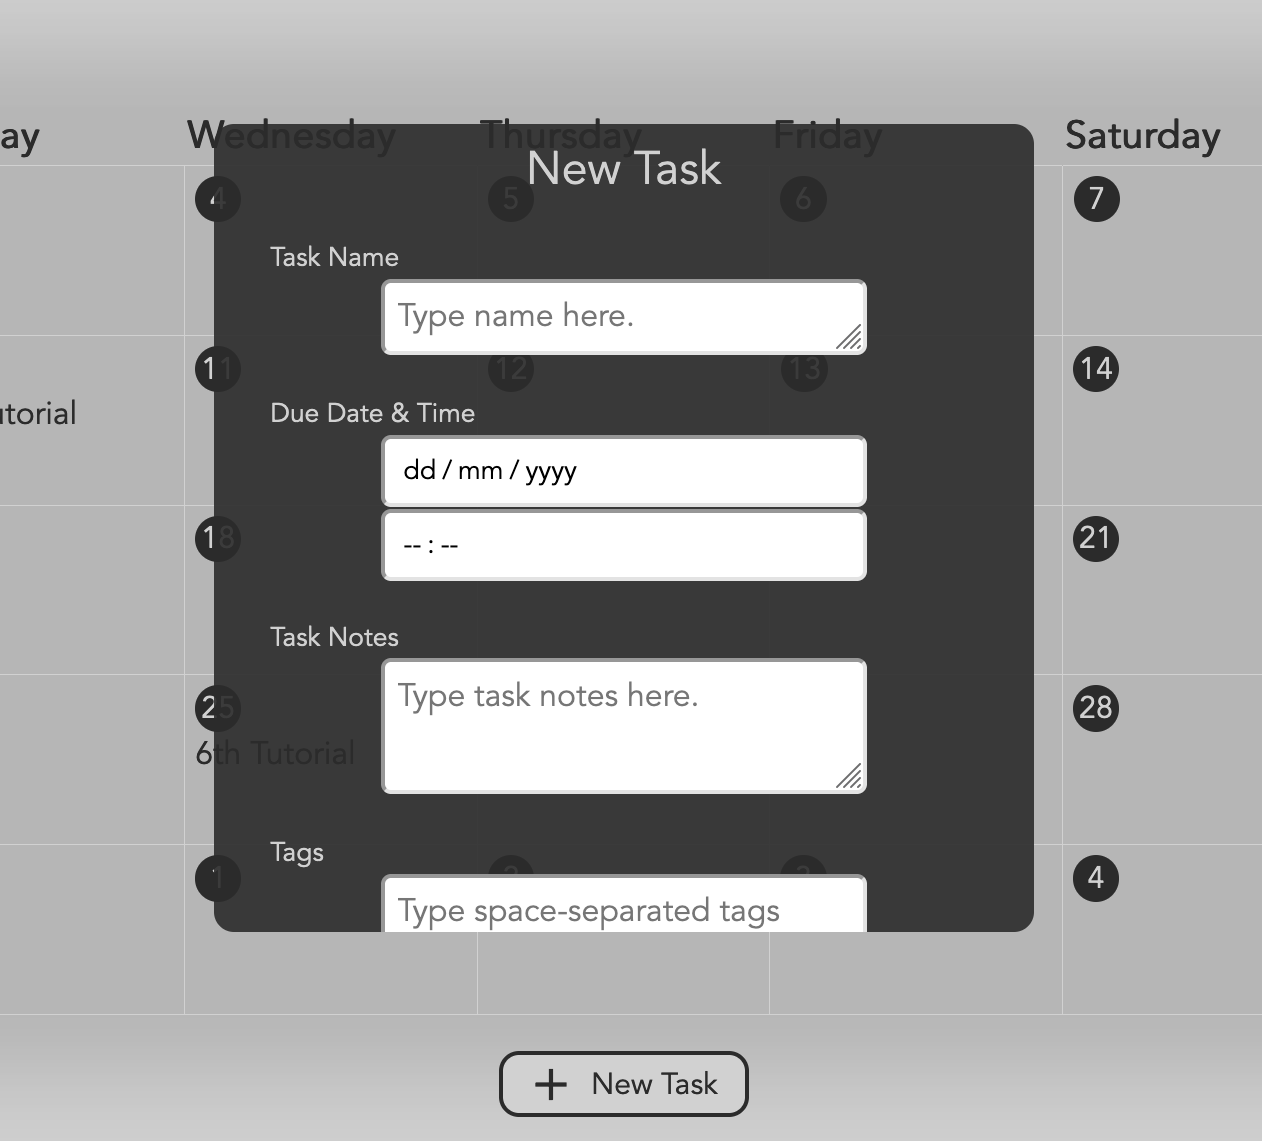 ay Wednesday Thursday Friday Saturday
New Task
4 5 6 7
Task Name
Type name here.
11 12 13 14
utorial
Due Date & Time
dd / mm / yyyy
18 21
-- : --
Task Notes
Type task notes here.
25 28
6th Tutorial
Tags
1 2 3 4
Type space-separated tags
+ New Task